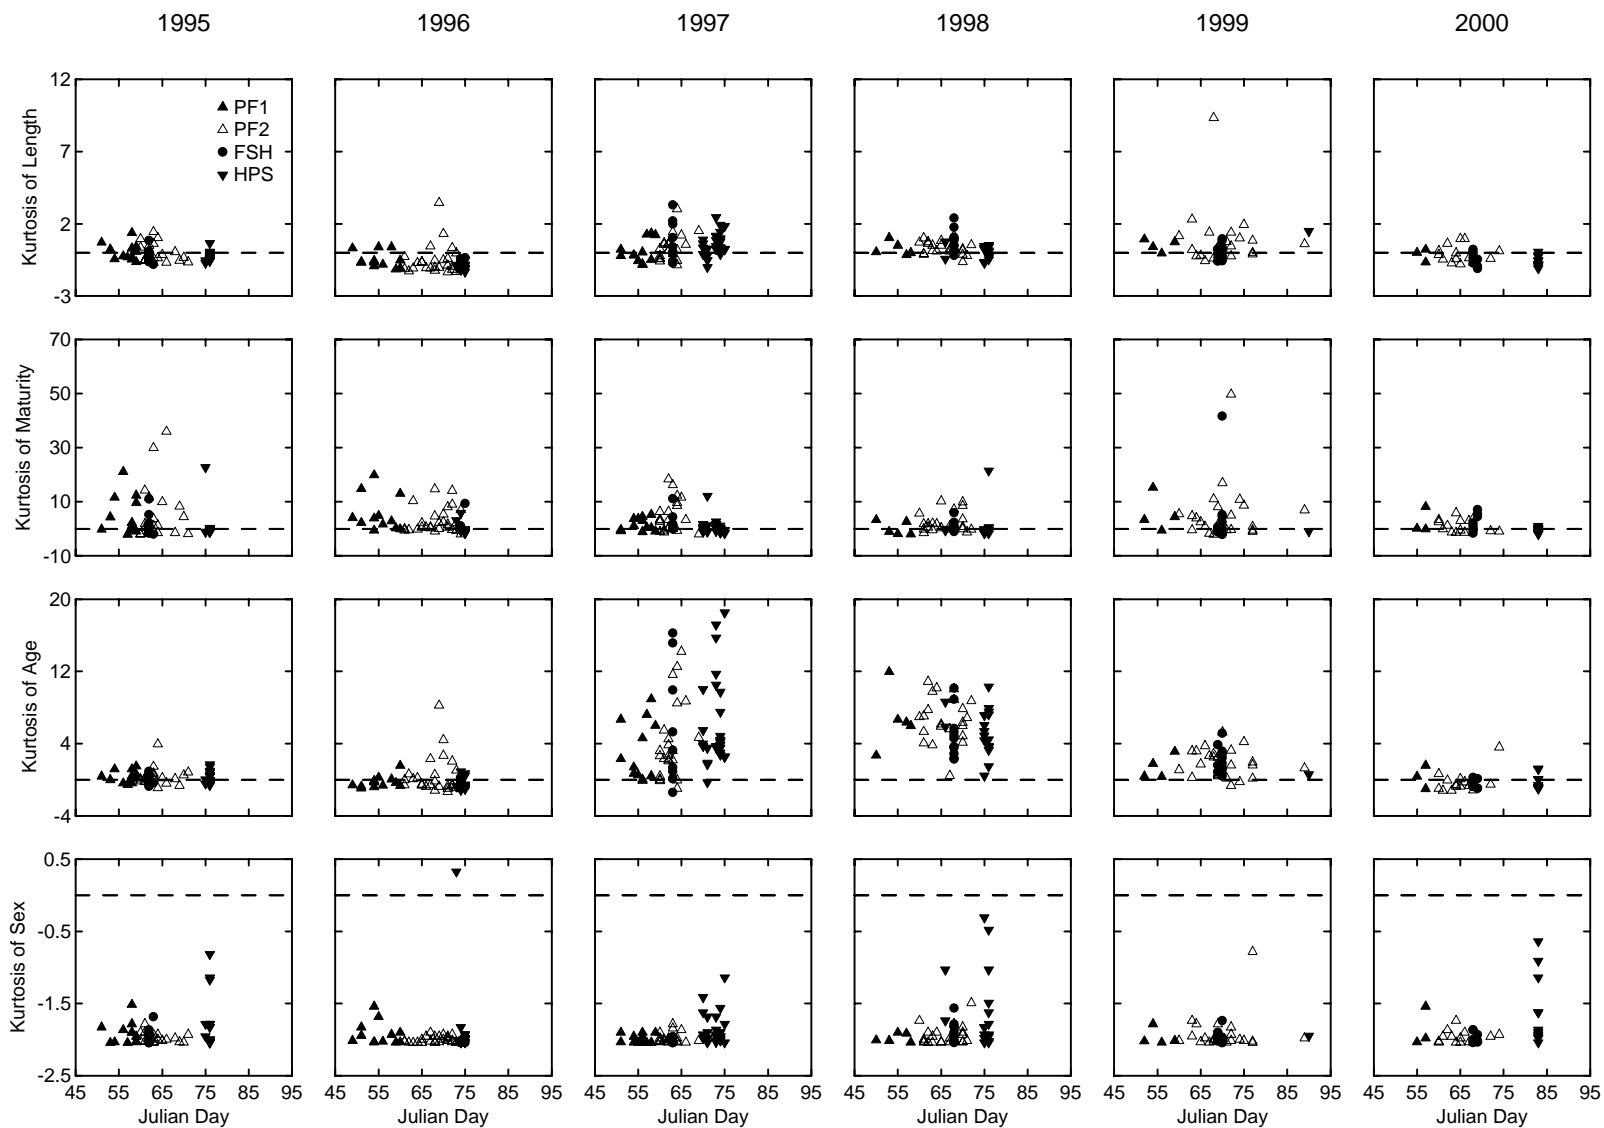 1995 1996 1997 1998 1999 2000
Kurtosis of Length
12
7
2
-3
PF1
PF2
FSH
HPS
Kurtosis of Maturity
70
50
30
10
-10
Kurtosis of Age
20
12
4
-4
Kurtosis of Sex
0.5
-0.5
-1.5
-2.5
45 55 65 75 85 95 45 55 65 75 85 95 45 55 65 75 85 95 45 55 65 75 85 95 45 55 65 75 85 95 45 55 65 75 85 95
Julian Day Julian Day Julian Day Julian Day Julian Day Julian Day